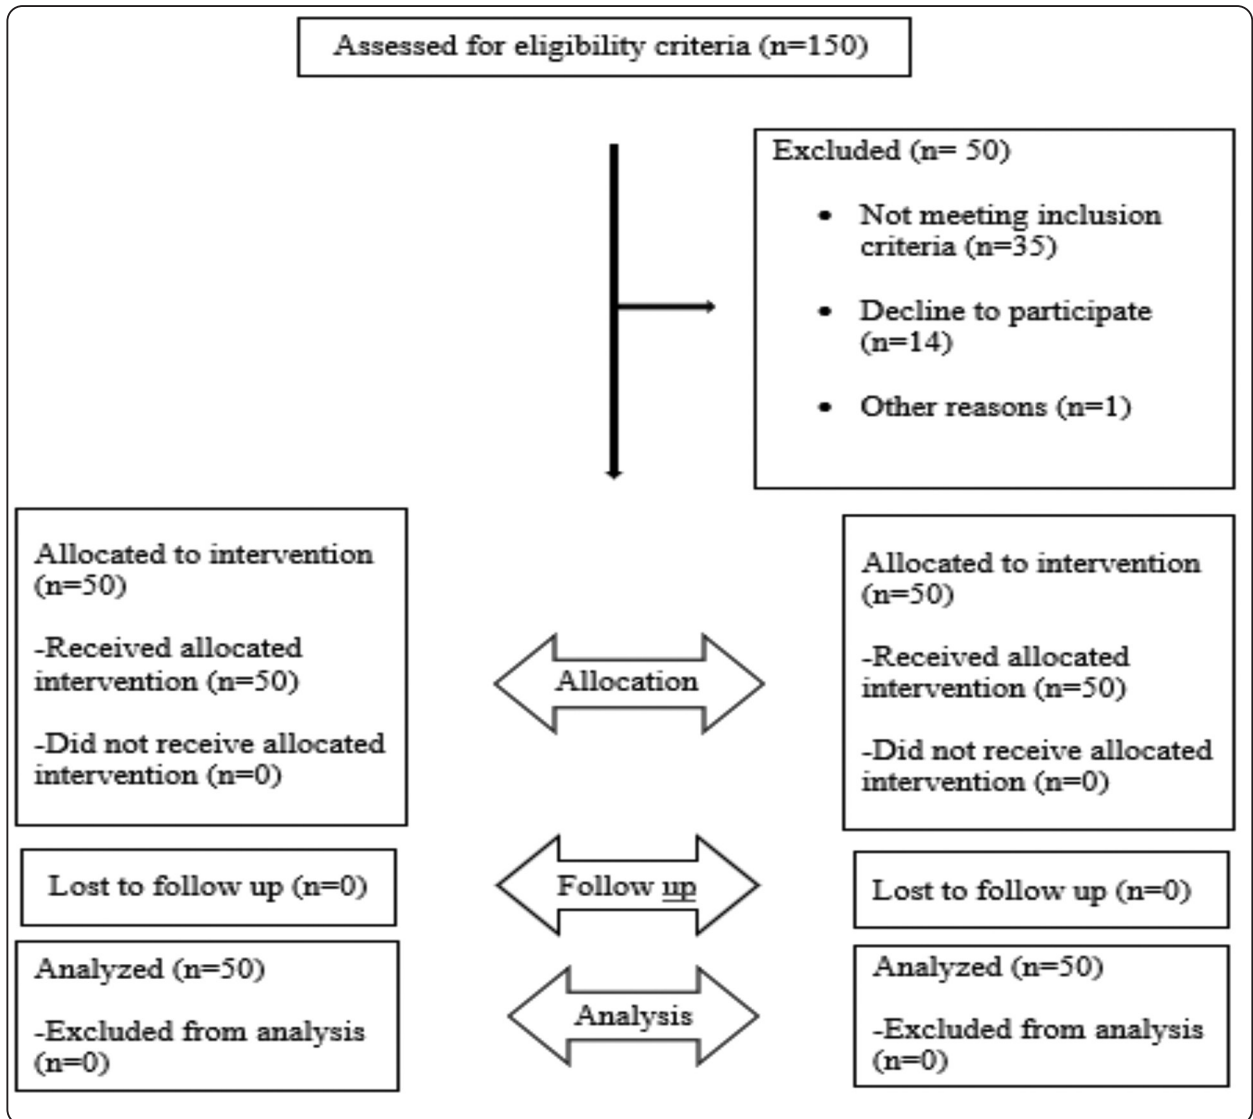 Assessed for eligibility criteria (n=150)
Excluded (n= 50)
• Not meeting inclusion
criteria (n=35)
• Decline to participate
(n=14)
• Other reasons (n=1)
Allocated to intervention
(n=50)
-Received allocated
intervention (n=50)
-Did not receive allocated
intervention (n=0)
Allocation
Allocated to intervention
(n=50)
-Received allocated
intervention (n=50)
-Did not receive allocated
intervention (n=0)
Lost to follow up (n=0)
Follow up
Lost to follow up (n=0)
Analyzed (n=50)
-Excluded from analysis
(n=0)
Analysis
Analyzed (n=50)
-Excluded from analysis
(n=0)